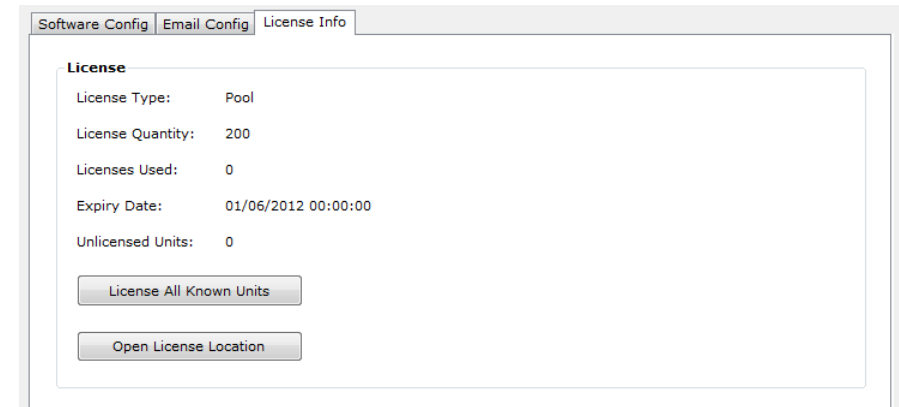 Software Config Email Config License Info
License
License Type: Pool
License Quantity: 200
Licenses Used: 0
Expiry Date: 01/06/2012 00:00:00
Unlicensed Units: 0
License All Known Units
Open License Location